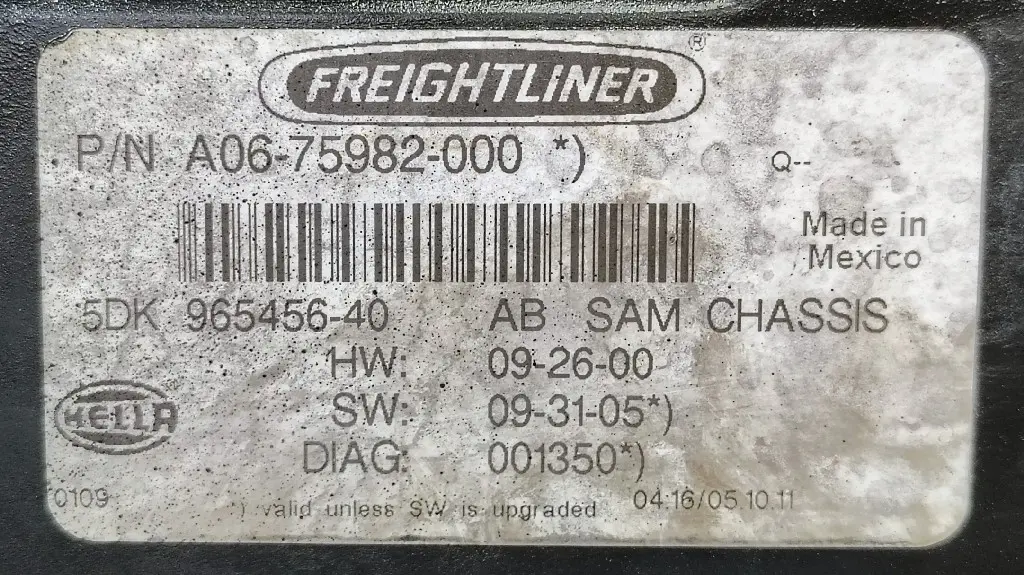 FREIGHTLINER ®
P/N A06-75982-000 *) Q--
Made in
Mexico
5DK 965456-40 AB SAM CHASSIS
HW: 09-26-00
SW: 09-31-05*)
HELLA
DIAG: 001350*)
0109 ) valid unless SW is upgraded 04:16/05.10.11